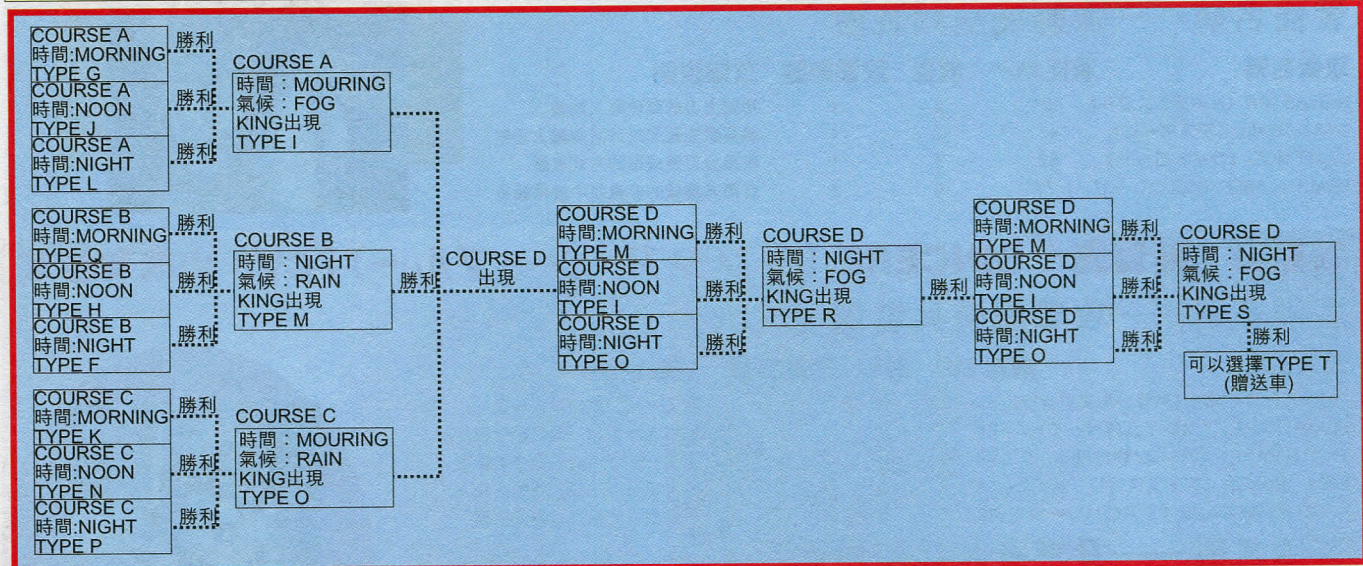 COURSE A
時間:MORNING
TYPE G
勝利
COURSE A
時間:NOON
TYPE J
勝利
COURSE A
時間:NIGHT
TYPE L
勝利
COURSE A
時間：MOURING
氣候：FOG
KING出現
TYPE I
COURSE B
時間:MORNING
TYPE Q
勝利
COURSE B
時間:NOON
TYPE H
勝利
COURSE B
時間:NIGHT
TYPE F
勝利
COURSE B
時間：NIGHT
氣候：RAIN
KING出現
TYPE M
勝利
COURSE C
時間:MORNING
TYPE K
勝利
COURSE C
時間:NOON
TYPE N
勝利
COURSE C
時間:NIGHT
TYPE P
勝利
COURSE C
時間：MOURING
氣候：RAIN
KING出現
TYPE O
COURSE D
出現
COURSE D
時間:MORNING
TYPE M
勝利
COURSE D
時間:NOON
TYPE I
勝利
COURSE D
時間:NIGHT
TYPE O
勝利
COURSE D
時間：NIGHT
氣候：FOG
KING出現
TYPE R
勝利
COURSE D
時間:MORNING
TYPE M
勝利
COURSE D
時間:NOON
TYPE I
勝利
COURSE D
時間:NIGHT
TYPE O
勝利
COURSE D
時間：NIGHT
氣候：FOG
KING出現
TYPE S
勝利
可以選擇TYPE T
(贈送車)